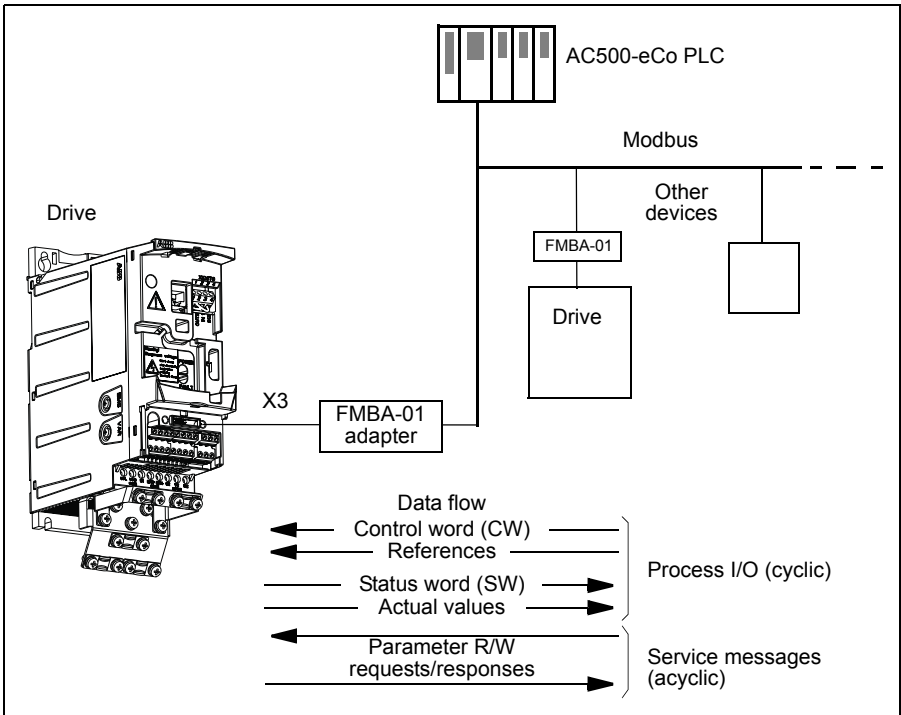 AC500-eCo PLC
Modbus
Other
devices
Drive
FMBA-01
Drive
X3
FMBA-01
adapter
Data flow
Control word (CW)
References
Status word (SW)
Actual values
Process I/O (cyclic)
Parameter R/W
requests/responses
Service messages
(acyclic)